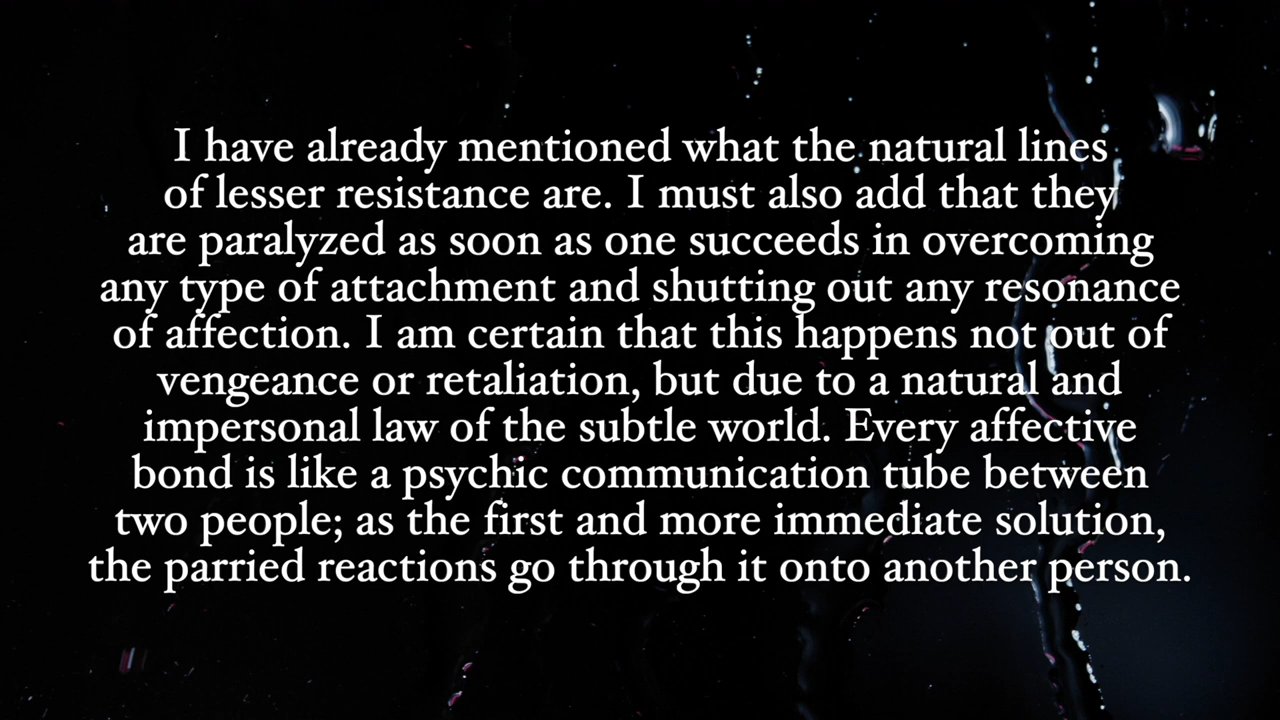 I have already mentioned what the natural lines
of lesser resistance are. I must also add that they
are paralyzed as soon as one succeeds in overcoming
any type of attachment and shutting out any resonance
of affection. I am certain that this happens not out of
vengeance or retaliation, but due to a natural and
impersonal law of the subtle world. Every affective
bond is like a psychic communication tube between
two people; as the first and more immediate solution,
the parried reactions go through it onto another person.